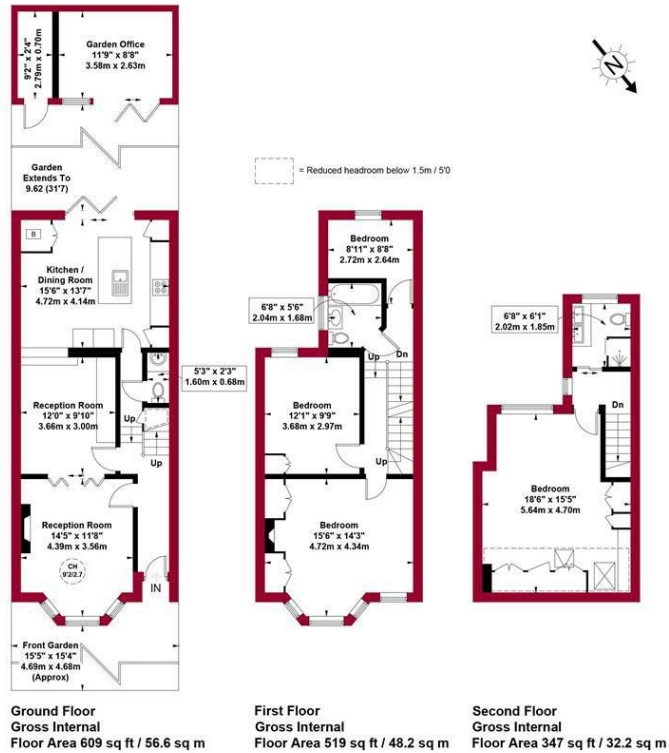 9'2" x 2'4"
2.79m x 0.70m
Garden Office
11'9" x 8'8"
3.58m x 2.63m
N
Garden
Extends To
9.62 (31'7)
= Reduced headroom below 1.5m / 5'0
B
Kitchen /
Dining Room
15'6" x 13'7"
4.72m x 4.14m
5'3" x 2'3"
1.60m x 0.68m
Reception Room
12'0" x 9'10"
3.66m x 3.00m
Up
Up
Reception Room
14'5" x 11'8"
4.39m x 3.56m
CH
9'2/2.7
IN
Front Garden
15'5" x 15'4"
4.69m x 4.68m
(Approx)
Bedroom
8'11" x 8'8"
2.72m x 2.64m
6'8" x 5'6"
2.04m x 1.68m
Up
Dn
Bedroom
12'1" x 9'9"
3.68m x 2.97m
Up
Bedroom
15'6" x 14'3"
4.72m x 4.34m
6'8" x 6'1"
2.02m x 1.85m
Dn
Bedroom
18'6" x 15'5"
5.64m x 4.70m
Ground Floor
Gross Internal
Floor Area 609 sq ft / 56.6 sq m
First Floor
Gross Internal
Floor Area 519 sq ft / 48.2 sq m
Second Floor
Gross Internal
Floor Area 347 sq ft / 32.2 sq m